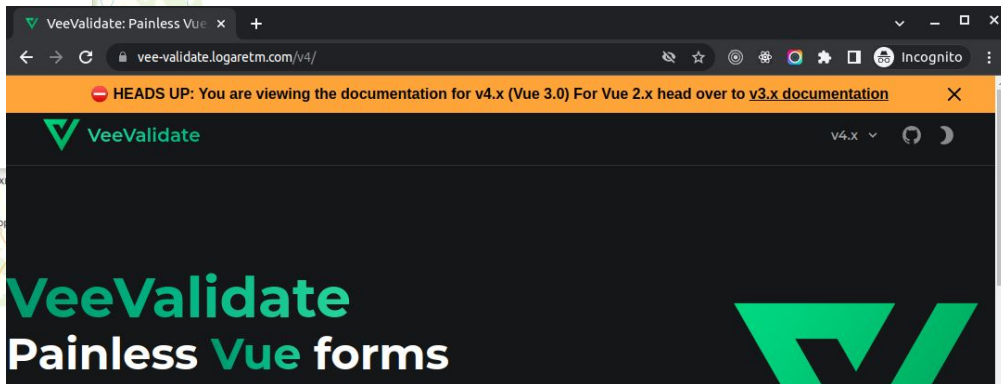 VeeValidate: Painless Vue
vee-validate.logaretm.com/v4/
Incognito
HEADS UP: You are viewing the documentation for v4.x (Vue 3.0) For Vue 2.x head over to v3.x documentation
VeeValidate
v4.x
VeeValidate
Painless Vue forms